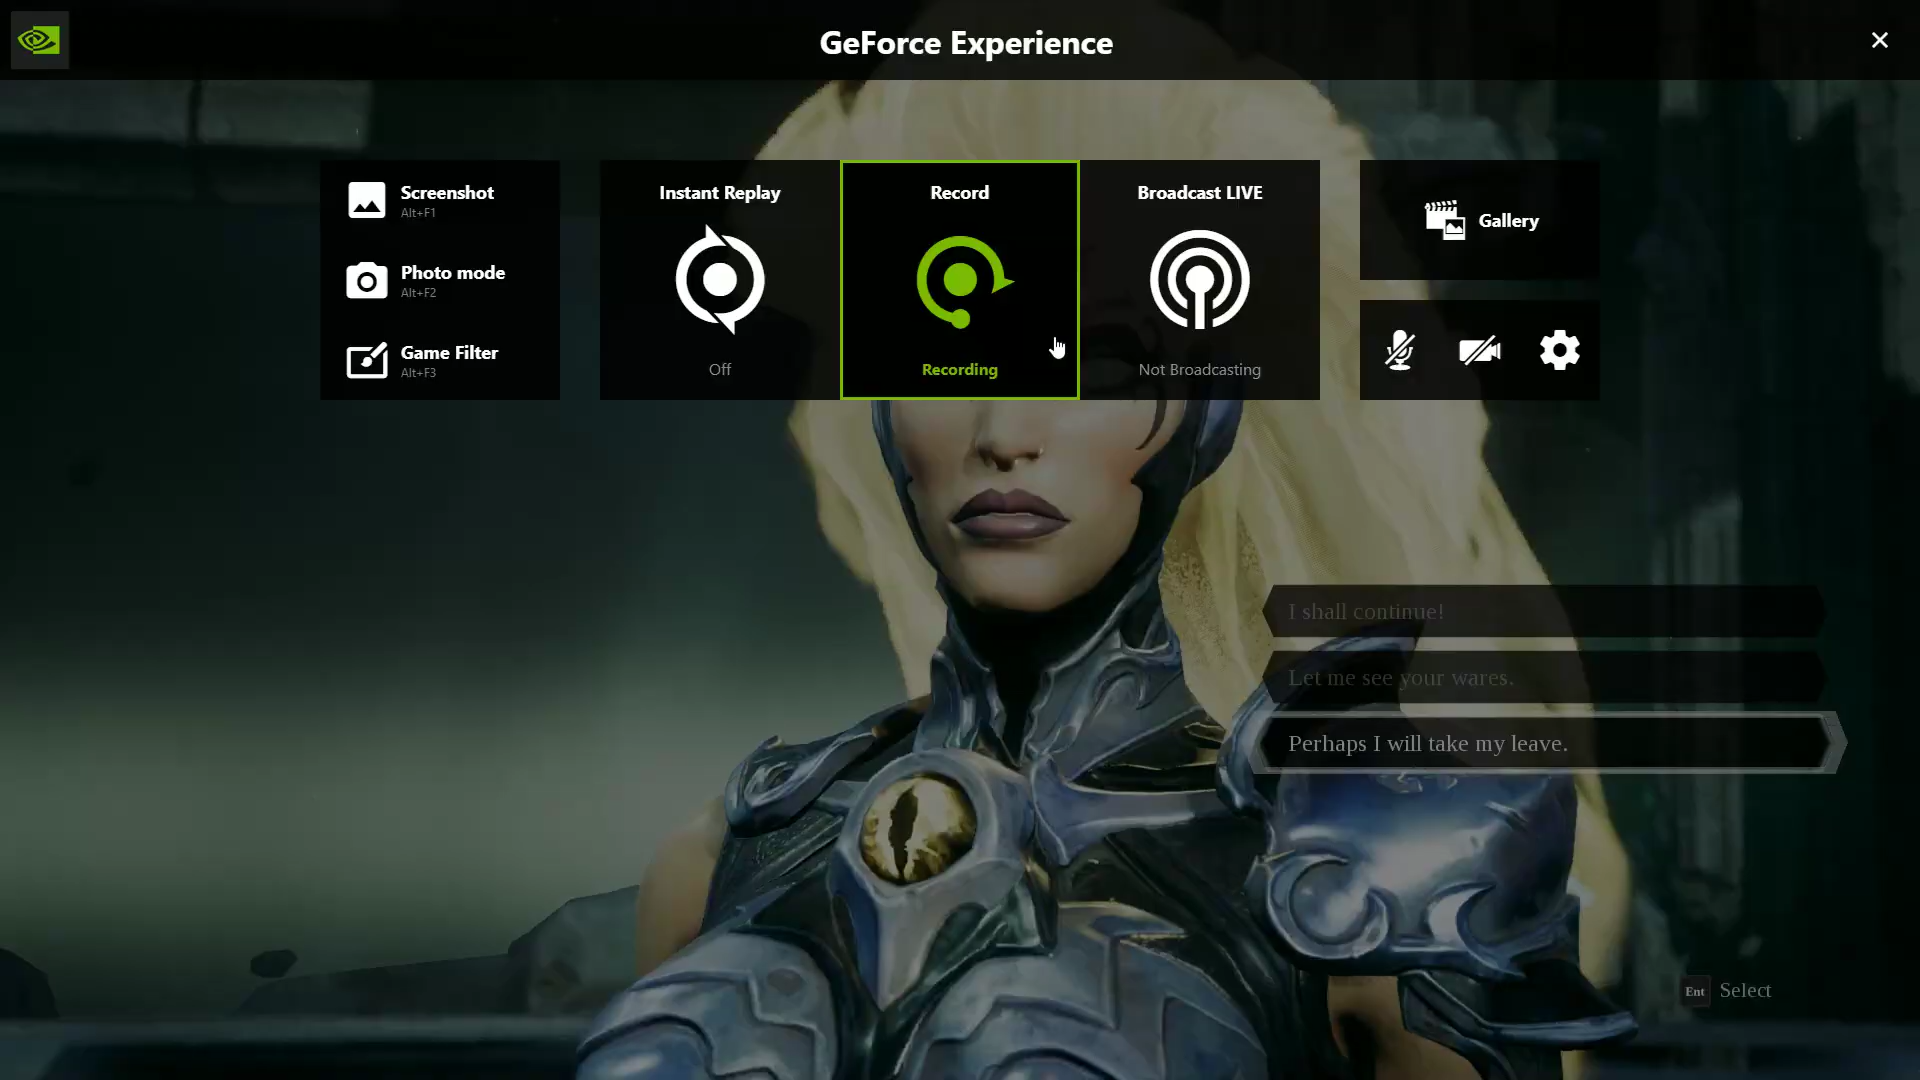 GeForce Experience
Screenshot
Alt+F1
Photo mode
Alt+F2
Game Filter
Alt+F3
Instant Replay
Off
Record
Recording
Broadcast LIVE
Not Broadcasting
Gallery
I shall continue!
Let me see your wares.
Perhaps I will take my leave.
Ent Select